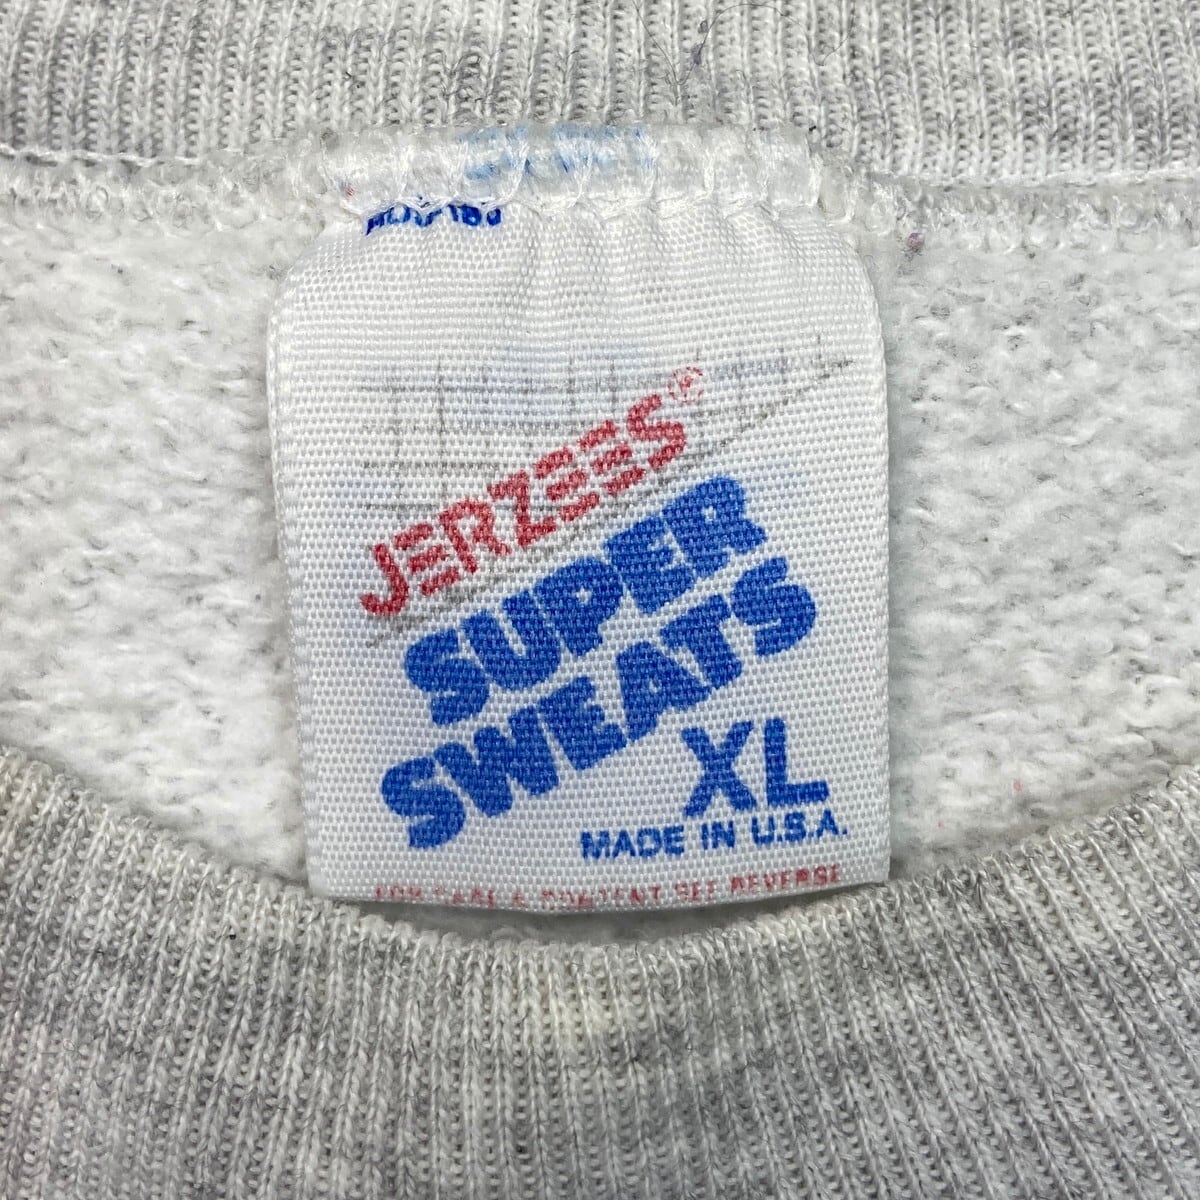 JERZEES®
SUPER
SWEATS
XL
MADE IN U.S.A.
FOR CARE & CONTENT SEE REVERSE